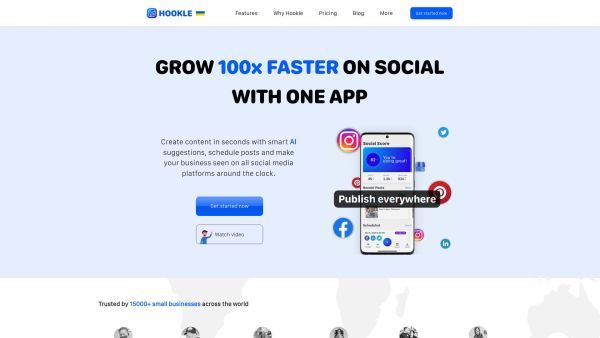 HOOKLE
Features Why Hookle Pricing Blog More Get started now
GROW 100x FASTER ON SOCIAL
WITH ONE APP
Create content in seconds with smart AI
suggestions, schedule posts and make
your business seen on all social media
platforms around the clock.
Get started now
Watch video
Social Score
You're
doing great!
Recent Posts
Publish everywhere
Scheduled
Trusted by 15000+ small businesses across the world